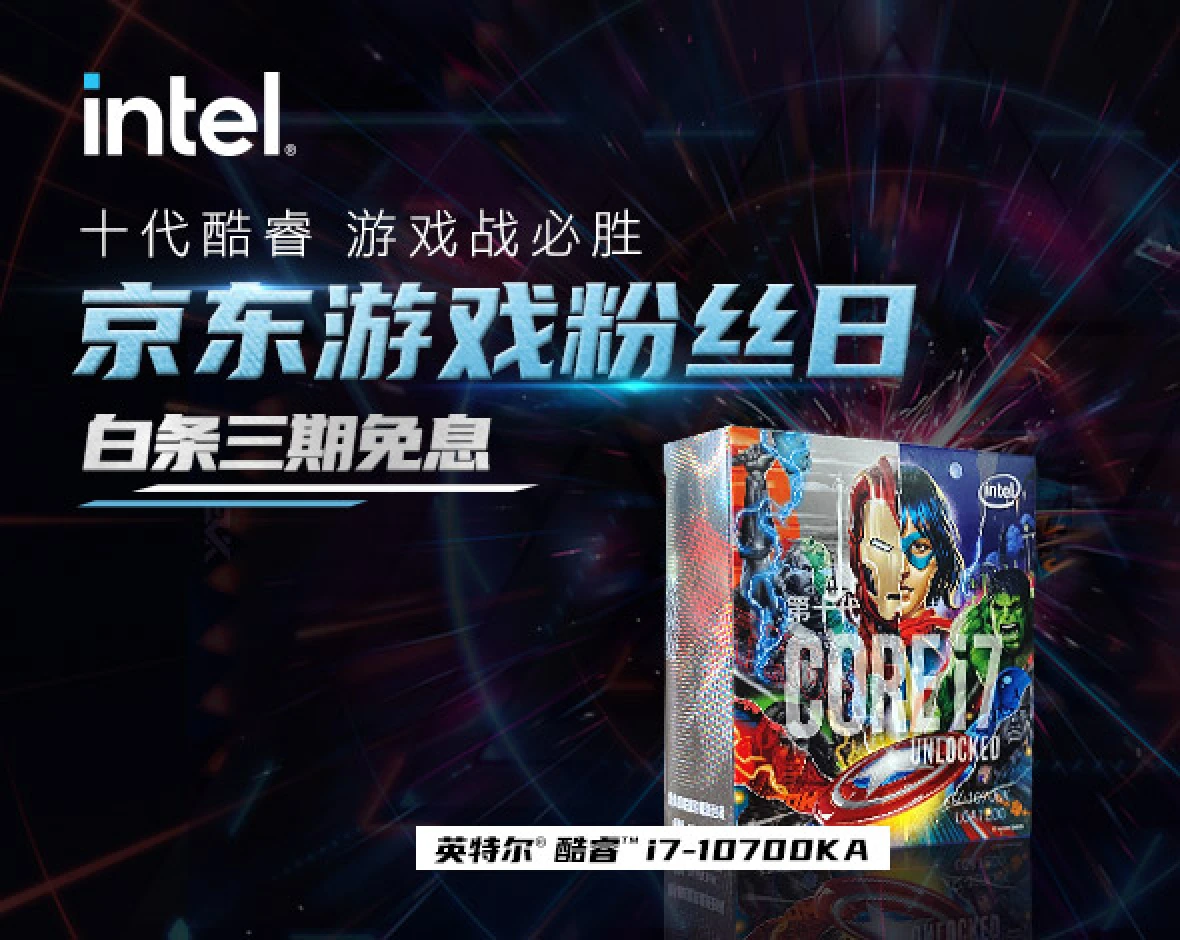 intel®
十代酷睿 游戏战必胜
京东游戏粉丝日
白条三期免息
intel
第十代
CORE i7
UNLOCKED
LGA1200
英特尔® 酷睿™ i7-10700KA